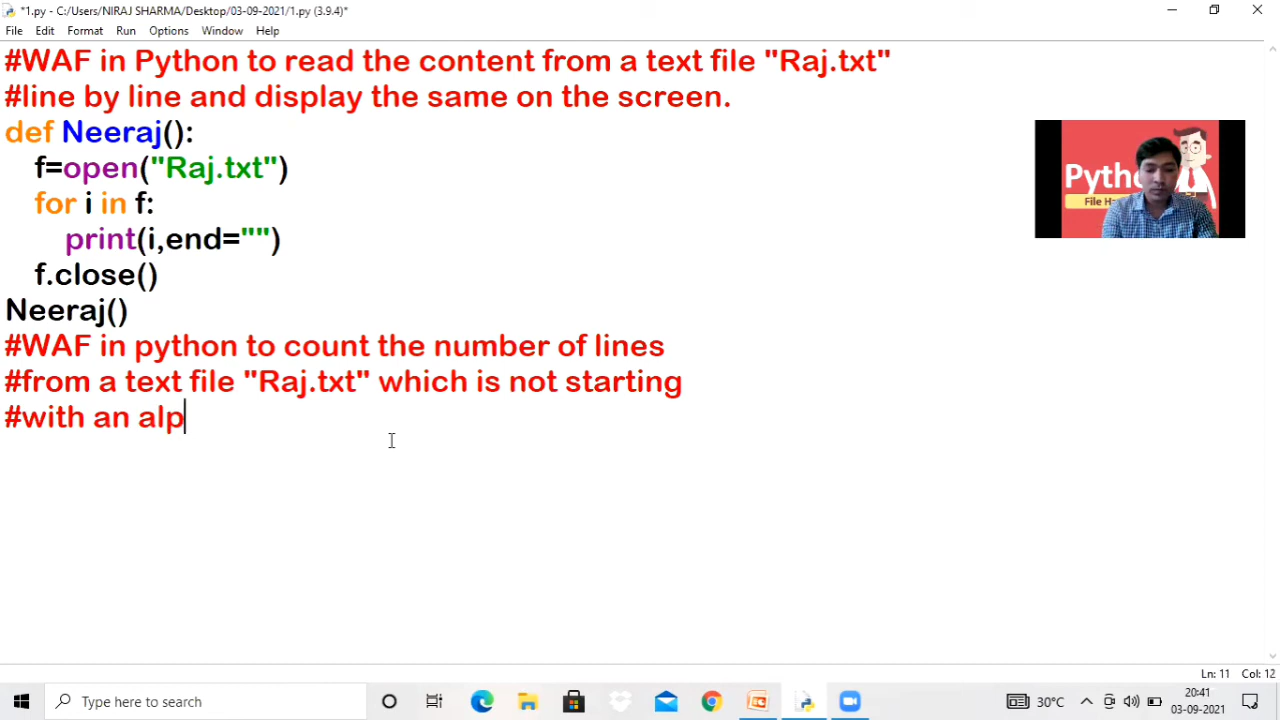 *1.py - C:/Users/NIRAJ SHARMA/Desktop/03-09-2021/1.py (3.9.4)*
File Edit Format Run Options Window Help
#WAF in Python to read the content from a text file "Raj.txt"
#line by line and display the same on the screen.
def Neeraj():
f=open("Raj.txt")
for i in f:
print(i,end="")
f.close()
Neeraj()
#WAF in python to count the number of lines
#from a text file "Raj.txt" which is not starting
#with an alp
Pytho
File H
Ln: 11 Col: 12
Type here to search
30°C
20:41
03-09-2021